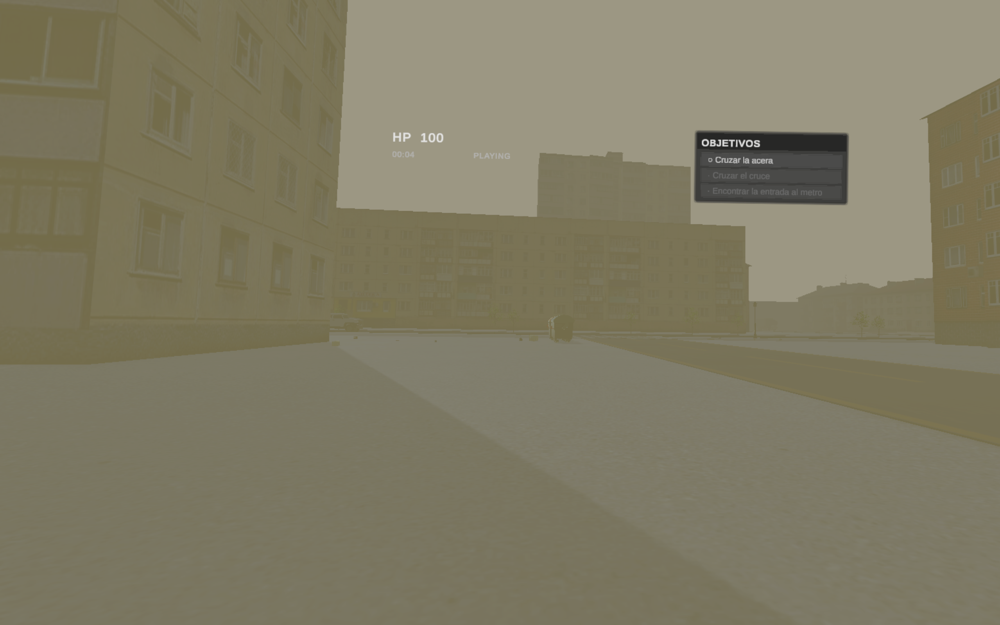 HP 100
00:04 PLAYING
OBJETIVOS
Cruzar la acera
· Cruzar el cruce
· Encontrar la entrada al metro